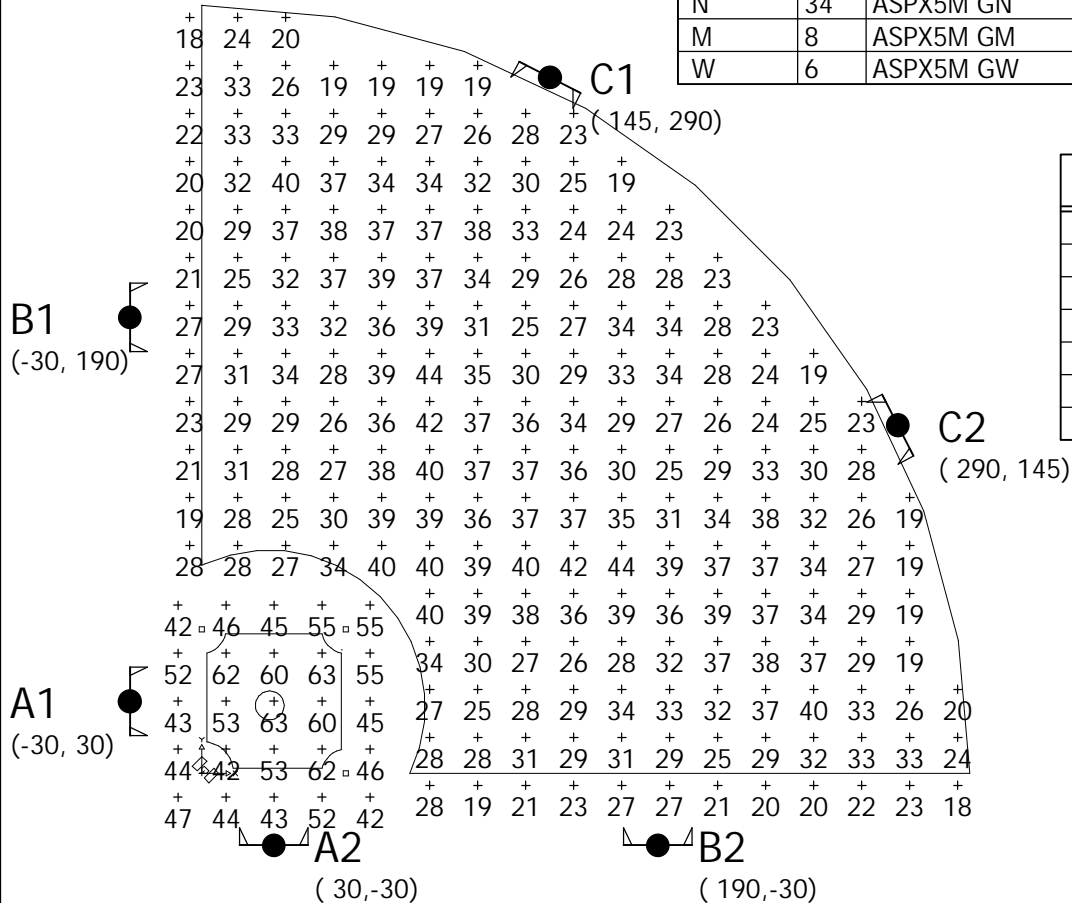 N 34 ASPX5M GN
M 8 ASPX5M GM
W 6 ASPX5M GW
18 24 20
23 33 26 19 19 19 19
C1
( 145, 290)
22 33 33 29 29 27 26 28 23
20 32 40 37 34 34 32 30 25 19
20 29 37 38 37 37 38 33 24 24 23
21 25 32 37 39 37 34 29 26 28 28 23
B1
(-30, 190)
27 29 33 32 36 39 31 25 27 34 34 28 23
27 31 34 28 39 44 35 30 29 33 34 28 24 19
23 29 29 26 36 42 37 36 34 29 27 26 24 25 23
C2
( 290, 145)
21 31 28 27 38 40 37 37 36 30 25 29 33 30 28
19 28 25 30 39 39 36 37 37 35 31 34 38 32 26 19
28 28 27 34 40 40 39 40 42 44 39 37 37 34 27 19
40 39 38 36 39 36 39 37 34 29 19
42 46 45 55 55
34 30 27 26 28 32 37 38 37 29 19
52 62 60 63 55
A1
(-30, 30)
27 25 28 29 34 33 32 37 40 33 26 20
43 53 63 60 45
28 28 31 29 31 29 25 29 32 33 33 24
44 42 53 62 46
28 19 21 23 27 27 21 20 20 22 23 18
47 44 43 52 42
A2
( 30,-30)
B2
( 190,-30)